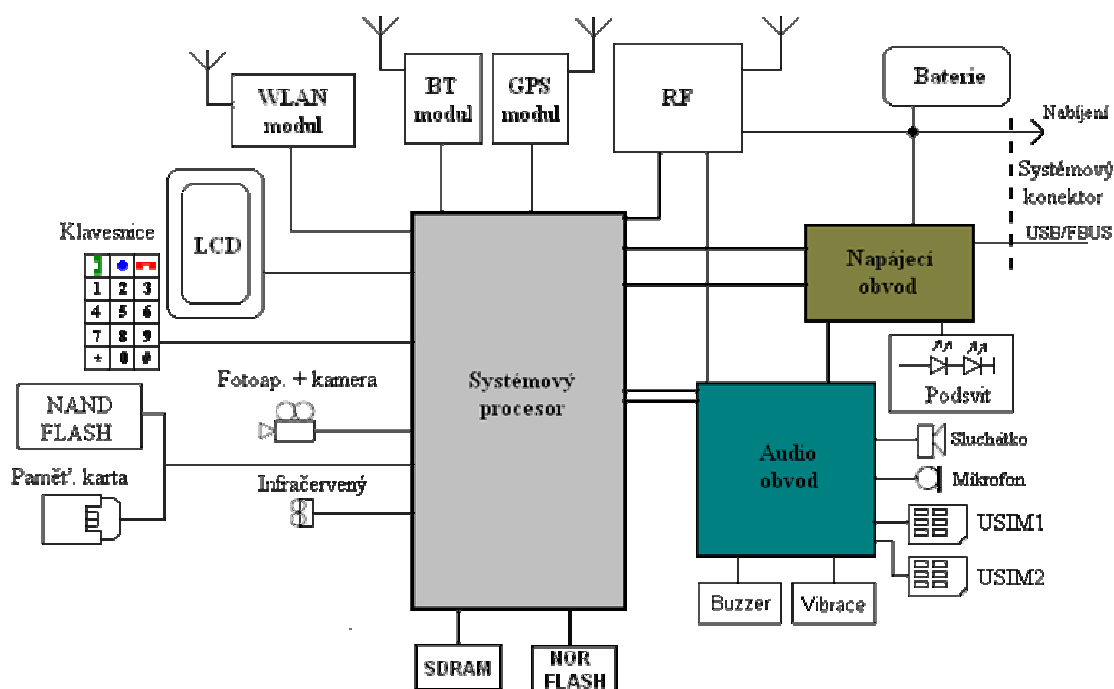 WLAN
modul
BT
modul
GPS
modul
RF
Baterie
Nabíjení
Systémový
konektor
USB/FBUS
Klavesnice
1 2 3
4 5 6
7 8 9
* 0 #
LCD
Napájecí
obvod
Podsvit
Systémový
procesor
Fotoap. + kamera
NAND
FLASH
Paměť. karta
Infračervený
Audio
obvod
Sluchátko
Mikrofon
USIM1
USIM2
Buzzer
Vibrace
SDRAM
NOR
FLASH